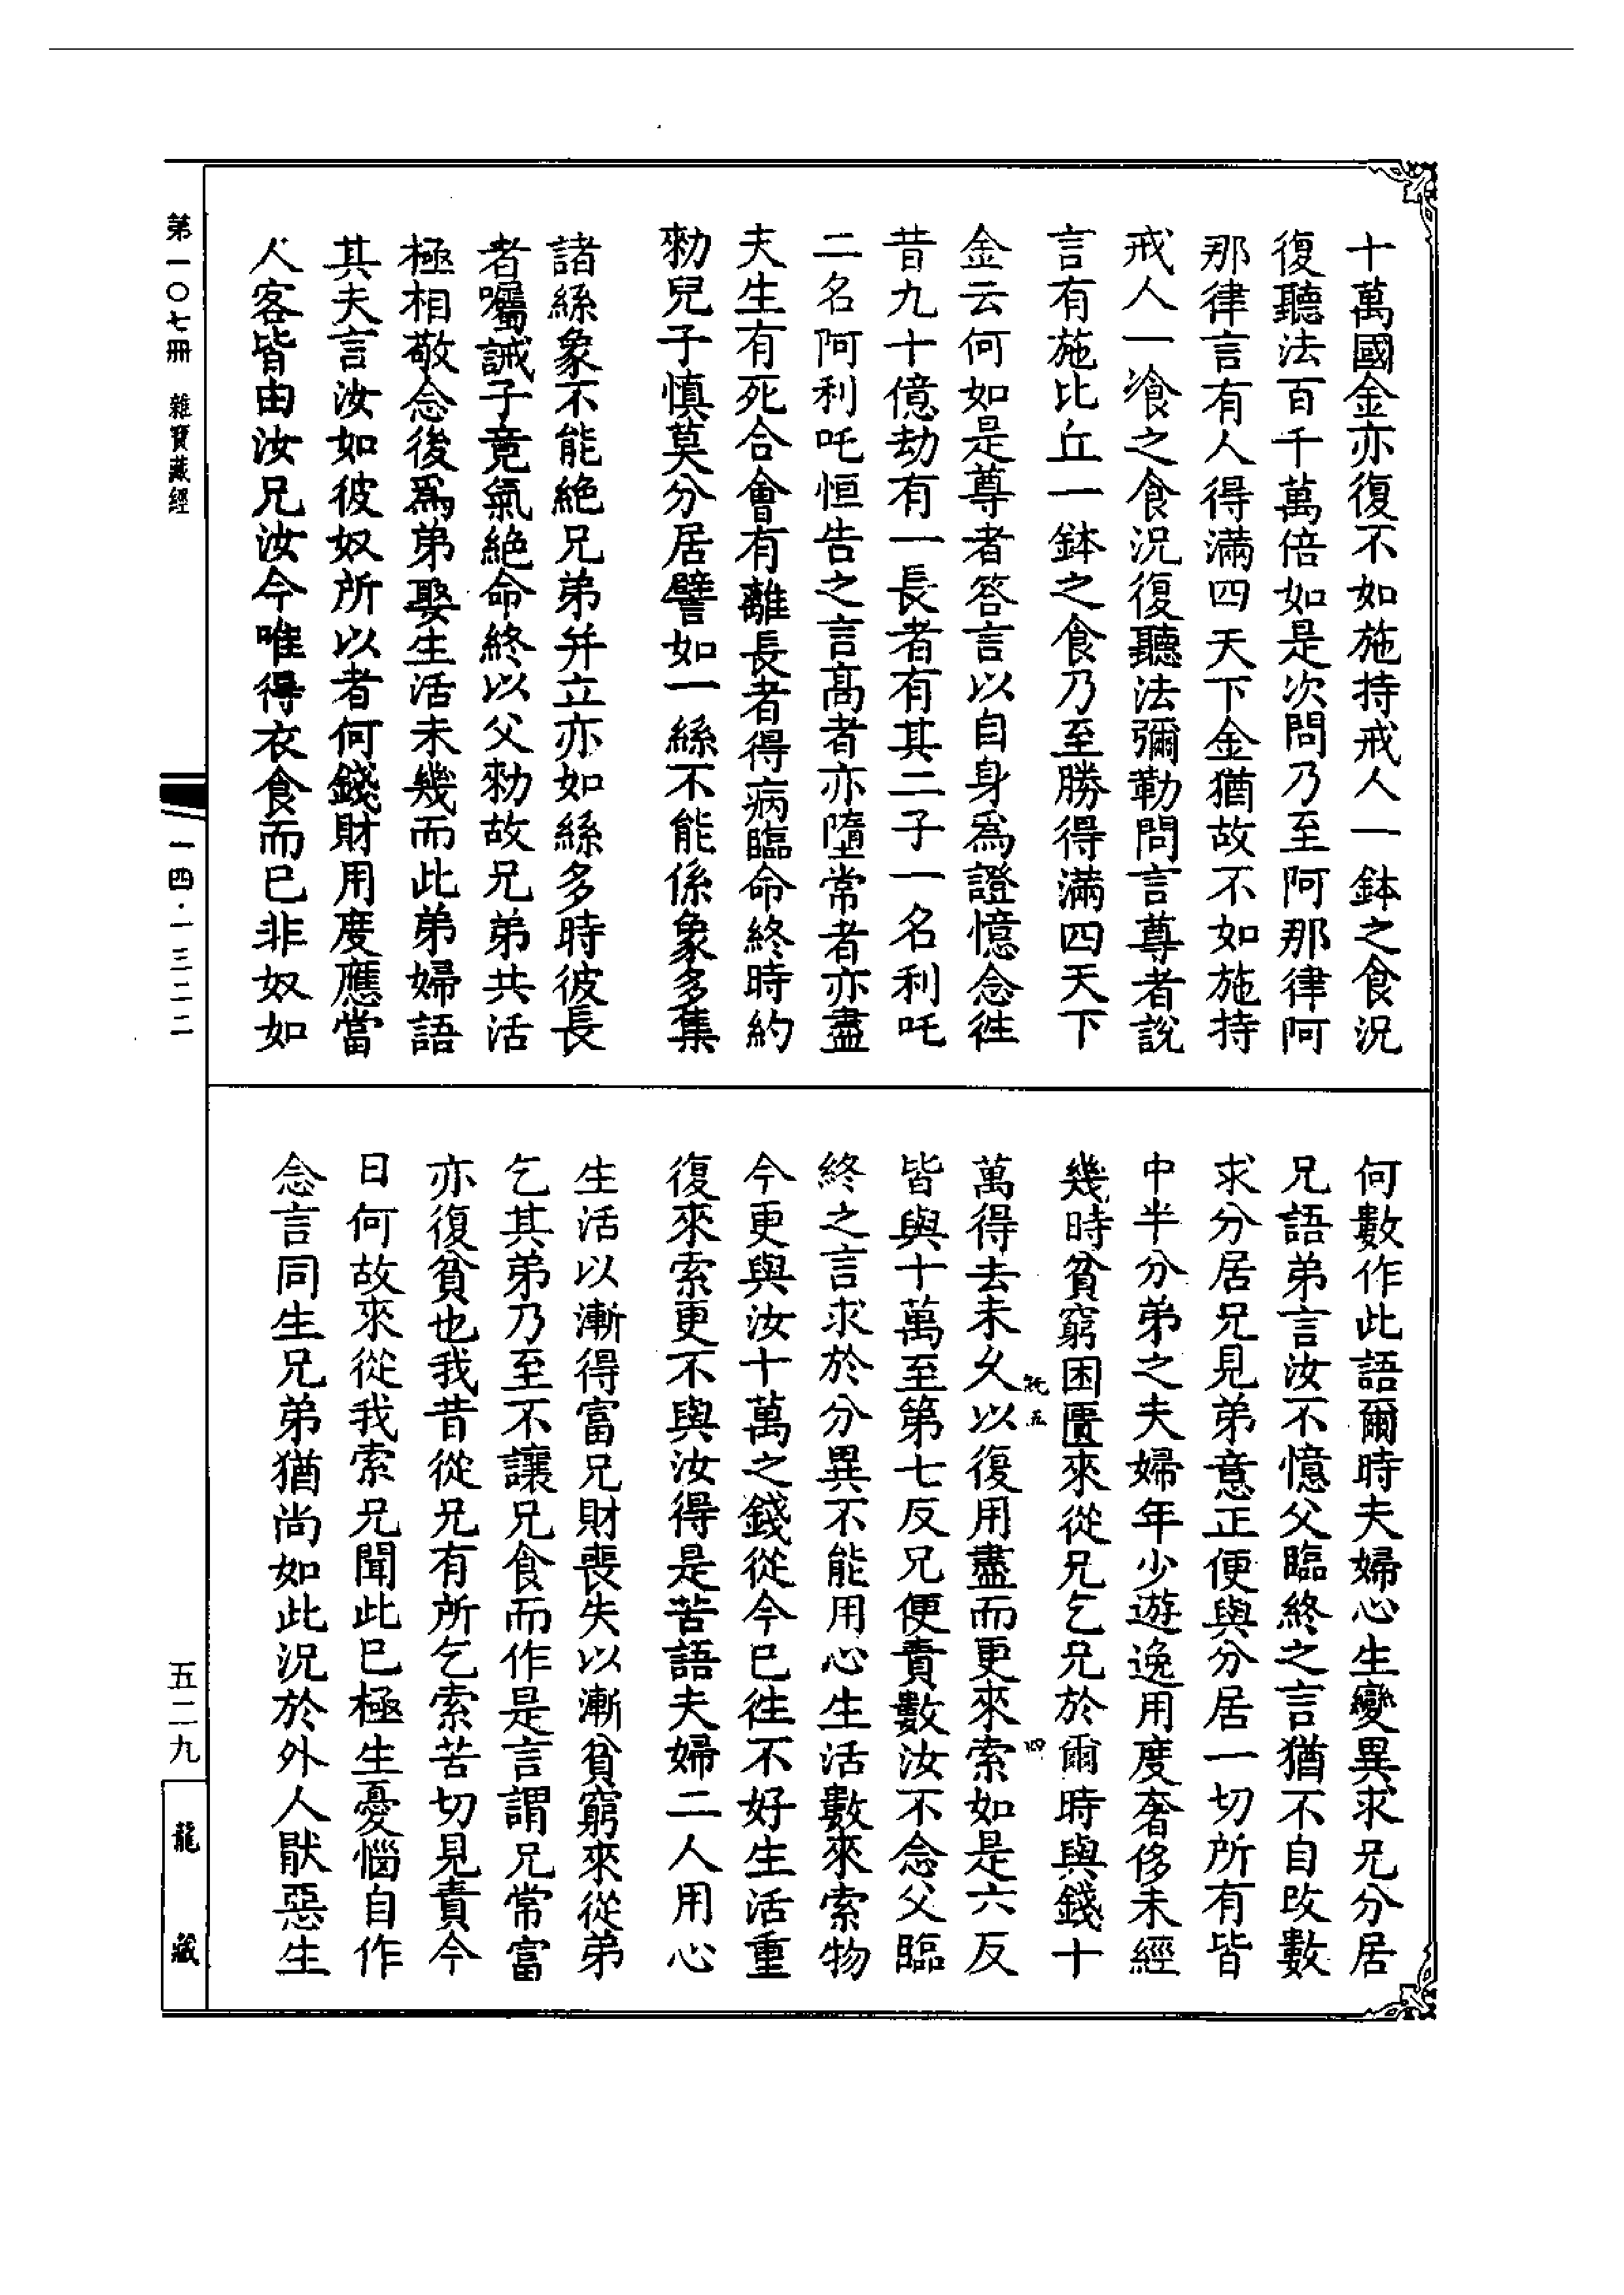 十萬國金亦復不如施持戒人一鉢之食況
復聽法百千萬倍如是次問乃至阿那律阿
那律言有人得滿四天下金猶故不如施持
戒人一飡之食況復聽法彌勒問言尊者說
言有施比丘一鉢之食乃至勝得滿四天下
金云何如是尊者答言以自身爲證憶念徃
昔九十億劫有一長者有其二子一名利吒
二名阿利吒恒告之言高者亦墮常者亦盡
夫生有死合會有離長者得病臨命終時約
勑兒子慎莫分居譬如一絲不能係象多集
諸絲象不能絶兄弟并立亦如絲多時彼長
者囑誡子竟氣絶命終以父勑故兄弟共活
極相敬念後爲弟娶生活未幾而此弟婦語
其夫言汝如彼奴所以者何錢財用度應當
人客皆由汝兄汝今唯得衣食而已非奴如
何數作此語爾時夫婦心生變異求兄分居
兄語弟言汝不憶父臨終之言猶不自改數
求分居兄見弟意正便與分居一切所有皆
中半分弟之夫婦年少遊逸用度奢侈未經
幾時貧窮困匱來從兄乞兄於爾時與錢十
萬得去未久以復用盡而更來索如是六反
皆與十萬至第七反兄便責數汝不念父臨
終之言求於分異不能用心生活數來索物
今更與汝十萬之錢從今已徃不好生活重
復來索更不與汝得是苦語夫婦二人用心
生活以漸得富兄財喪失以漸貧窮來從弟
乞其弟乃至不讓兄食而作是言謂兄常富
亦復貧也我昔從兄有所乞索苦切見責今
日何故來從我索兄聞此已極生憂惱自作
念言同生兄弟猶尚如此況於外人猒惡生
第一〇七冊 雜寶藏經
一四·一三二二
五二九
龍藏